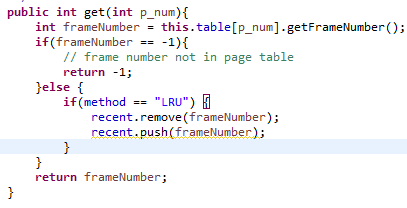 public int get(int p_num){
    int frameNumber = this.table[p_num].getFrameNumber();
    if(frameNumber == -1){
        // frame number not in page table
        return -1;
    }else {
        if(method == "LRU") {
            recent.remove(frameNumber);
            recent.push(frameNumber);
        }
    }
    return frameNumber;
}